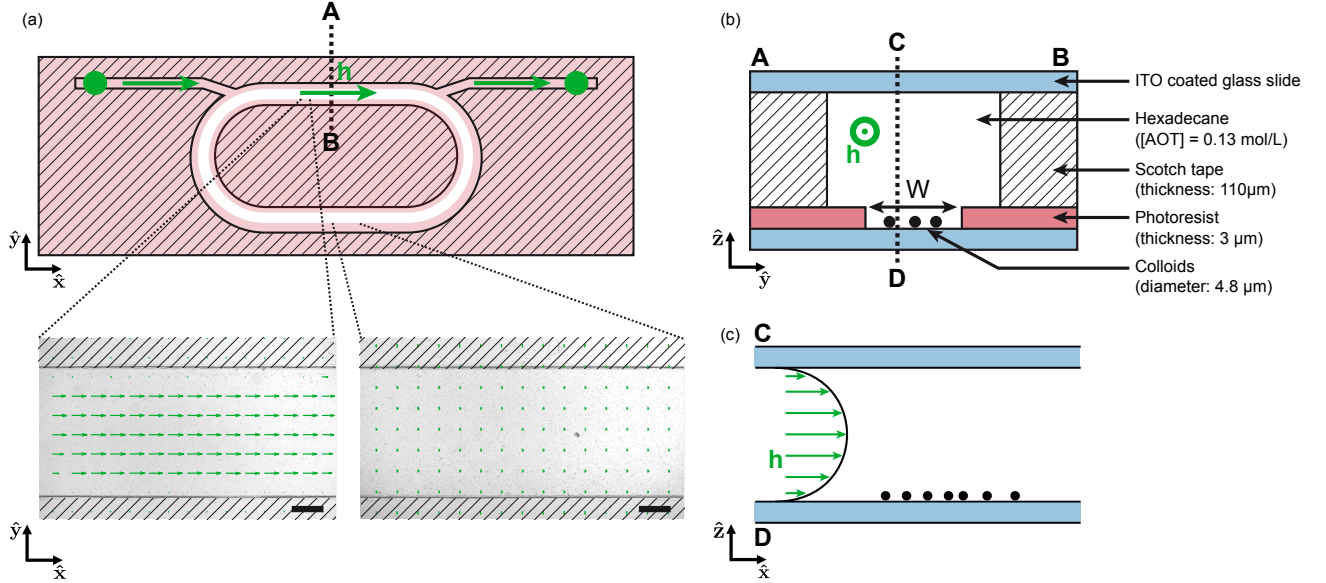 (a)
A
h
B
ŷ
x̂
ŷ
x̂
(b)
A
C
B
ITO coated glass slide
h
Hexadecane
([AOT] = 0.13 mol/L)
W
Scotch tape
(thickness: 110µm)
Photoresist
(thickness: 3 µm)
ẑ
ŷ
D
Colloids
(diameter: 4.8 µm)
(c)
C
h
D
ẑ
x̂